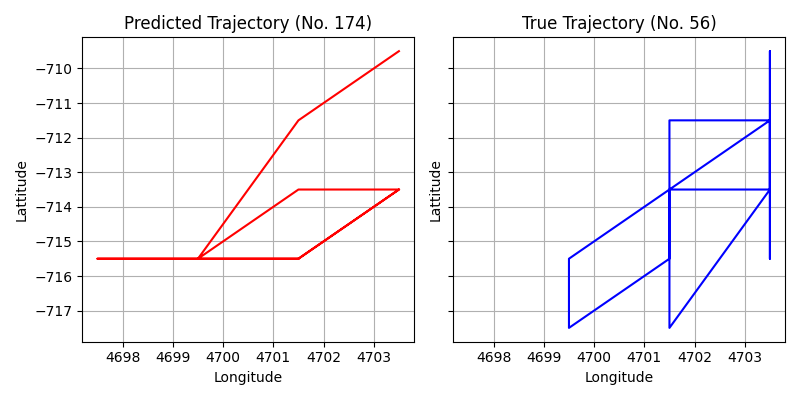 Predicted Trajectory (No. 174)
True Trajectory (No. 56)
Lattitude
−710
−711
−712
−713
−714
−715
−716
−717
4698 4699 4700 4701 4702 4703
Longitude
Lattitude
4698 4699 4700 4701 4702 4703
Longitude